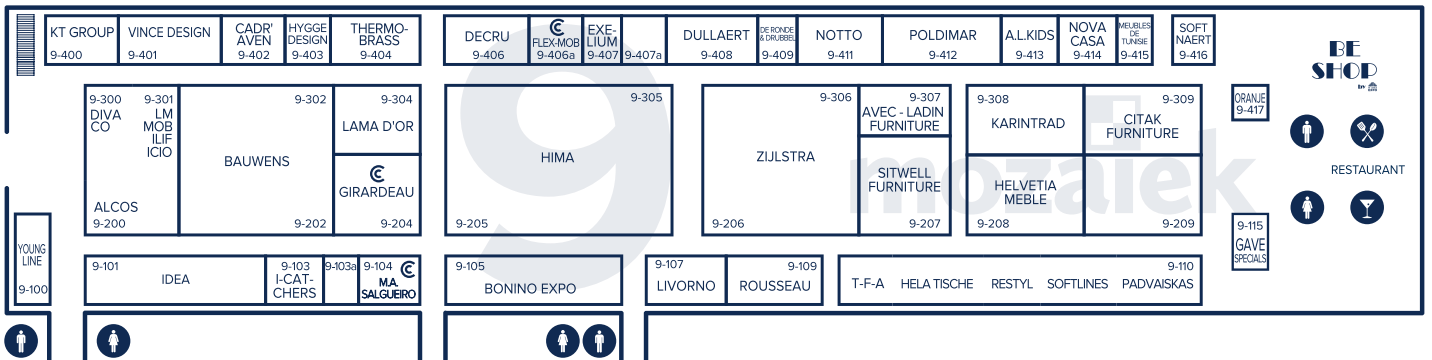 KT GROUP
9-400
VINCE DESIGN
9-401
CADR'
AVEN
9-402
HYGGE
DESIGN
9-403
THERMO-
BRASS
9-404
DECRU
9-406
FLEX-MOB
9-406a
EXE-
LIUM
9-407
9-407a
DULLAERT
9-408
DE RONDE
& DRUBBEL
9-409
NOTTO
9-411
POLDIMAR
9-412
A.L.KIDS
9-413
NOVA
CASA
9-414
MEUBLES
DE
TUNISIE
9-415
SOFT
NAERT
9-416
BE
SHOP
by
9-300
DIVA
CO
9-301
LM
MOB
ILIF
ICIO
ALCOS
9-200
9-302
BAUWENS
9-202
9-304
LAMA D'OR
GIRARDEAU
9-204
9-305
HIMA
9-205
9
9-306
ZIJLSTRA
9-206
9-307
AVEC - LADIN
FURNITURE
SITWELL
FURNITURE
9-207
9-308
KARINTRAD
9-309
CITAK
FURNITURE
HELVETIA
MEBLE
9-208
9-209
mozaiek
ORANJE
9-417
RESTAURANT
9-115
GAVE
SPECIALS
YOUNG
LINE
9-100
9-101
IDEA
9-103
I-CAT-
CHERS
9-103a
9-104
M.A.
SALGUEIRO
9-105
BONINO EXPO
9-107
LIVORNO
9-109
ROUSSEAU
9-110
T-F-A HELA TISCHE RESTYL SOFTLINES PADVAISKAS